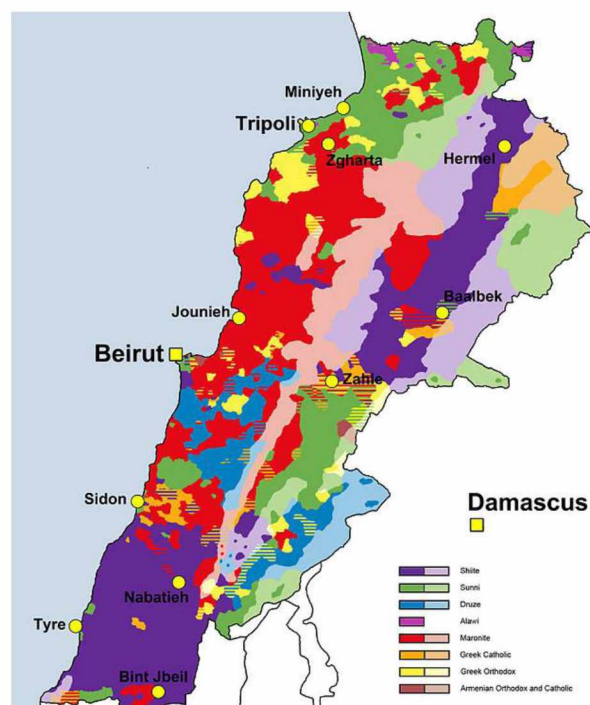 Miniyeh
Tripoli
Zgharta
Hermel
Jounieh
Baalbek
Beirut
Zahle
Sidon
Damascus
Nabatieh
Tyre
Bint Jbeil
Shiite
Sunni
Druze
Alawi
Maronite
Greek Catholic
Greek Orthodox
Armenian Orthodox and Catholic